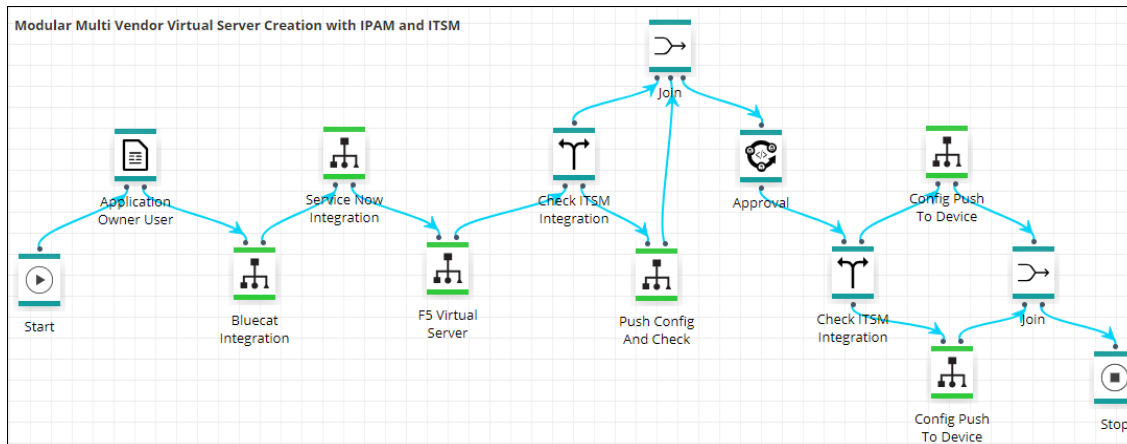 Modular Multi Vendor Virtual Server Creation with IPAM and ITSM
Start
Application
Owner User
Bluecat
Integration
Service Now
Integration
F5 Virtual
Server
Check ITSM
Integration
Join
Push Config
And Check
Approval
Check ITSM
Integration
Config Push
To Device
Config Push
To Device
Join
Stop